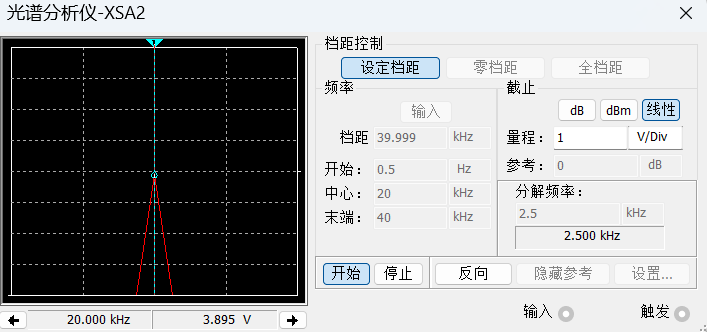 光谱分析仪-XSA2
档距控制
设定档距 零档距 全档距
频率
输入
档距 39.999 kHz
开始： 0.5 Hz
中心： 20 kHz
末端： 40 kHz
截止
dB dBm 线性
量程： 1 V/Div
参考： 0 dB
分解频率：
2.5 kHz
2.500 kHz
开始 停止 反向 隐藏参考 设置...
20.000 kHz 3.895 V
输入 触发